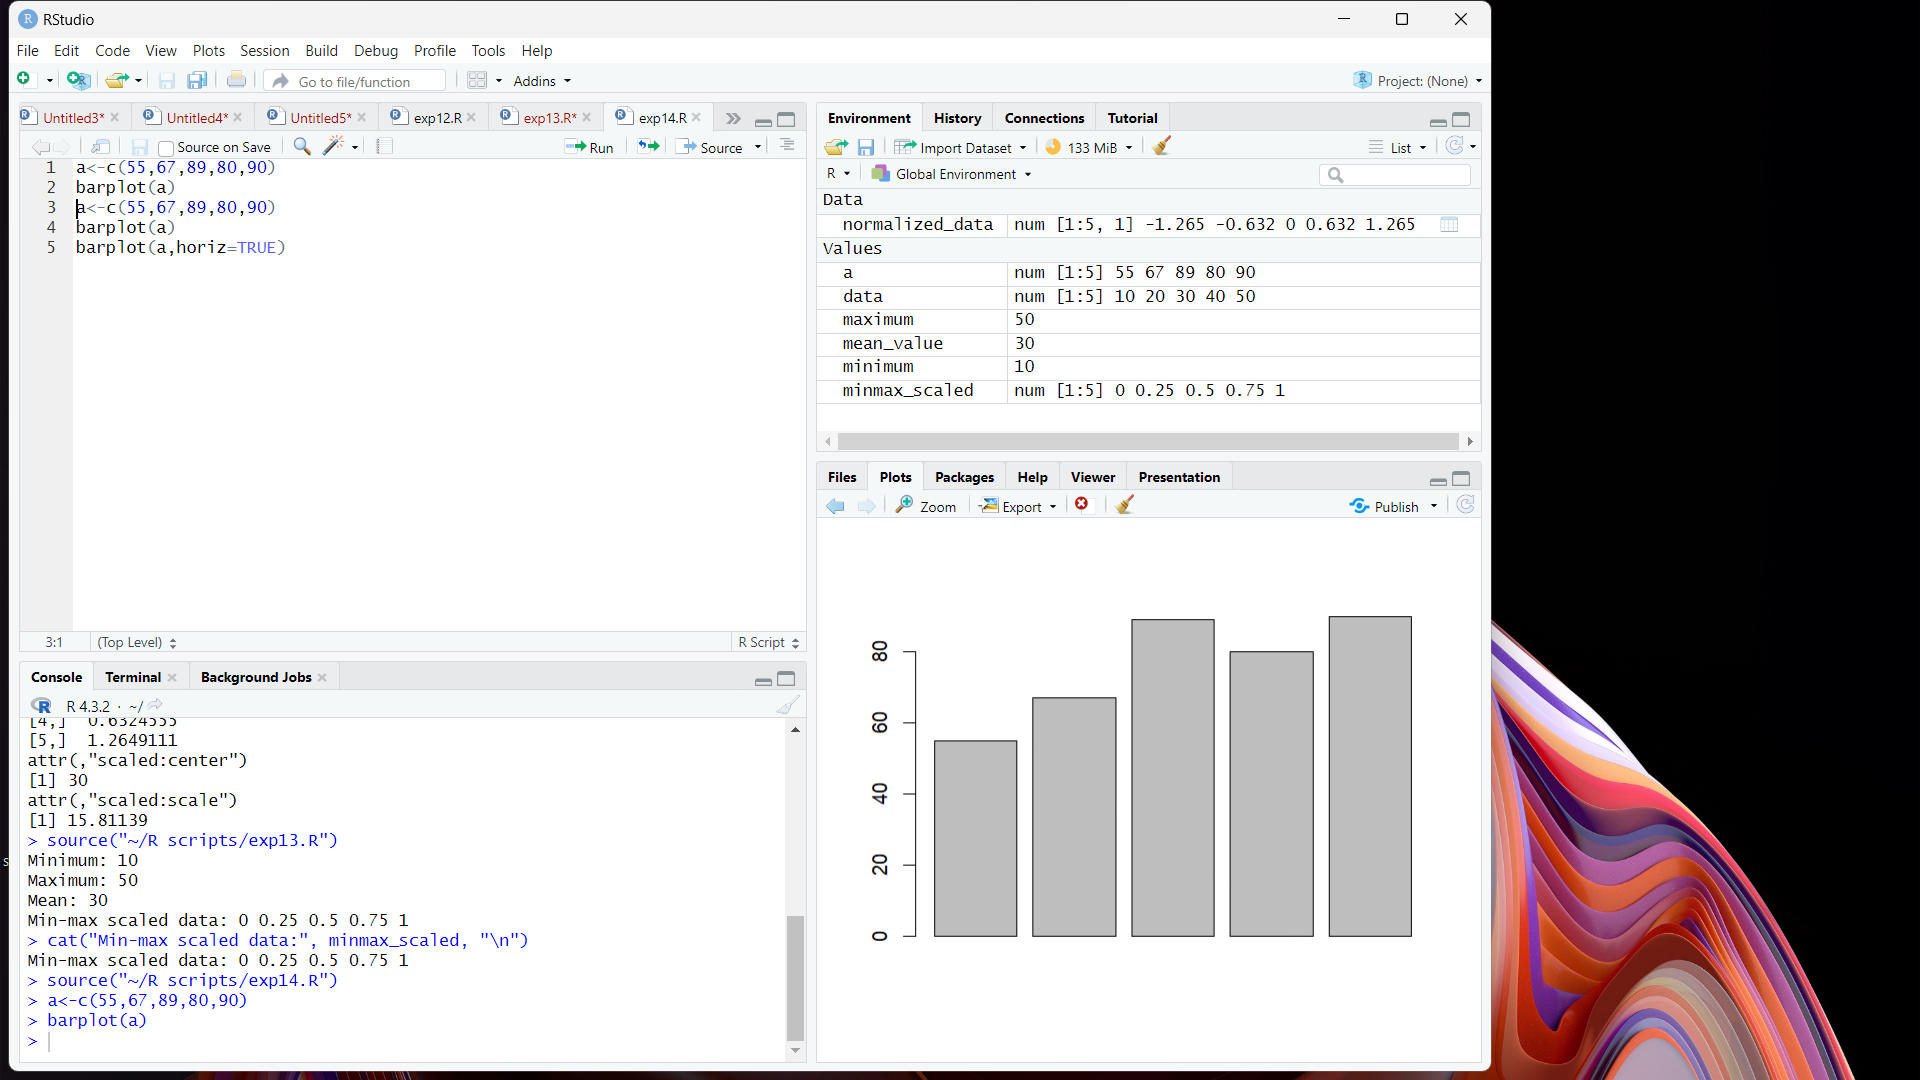 RStudio
File Edit Code View Plots Session Build Debug Profile Tools Help
Go to file/function Addins Project: (None)
Untitled3* Untitled4* Untitled5* exp12.R exp13.R* exp14.R
Source on Save Run Source
1 a<-c(55,67,89,80,90)
2 barplot(a)
3 a<-c(55,67,89,80,90)
4 barplot(a)
5 barplot(a,horiz=TRUE)
3:1 (Top Level) R Script
Console Terminal Background Jobs
R 4.3.2 · ~/
[4,] 0.6324555
[5,] 1.2649111
attr(,"scaled:center")
[1] 30
attr(,"scaled:scale")
[1] 15.81139
> source("~/R scripts/exp13.R")
Minimum: 10
Maximum: 50
Mean: 30
Min-max scaled data: 0 0.25 0.5 0.75 1
> cat("Min-max scaled data:", minmax_scaled, "\n")
Min-max scaled data: 0 0.25 0.5 0.75 1
> source("~/R scripts/exp14.R")
> a<-c(55,67,89,80,90)
> barplot(a)
>
Environment History Connections Tutorial
Import Dataset 133 MiB List
R Global Environment
Data
normalized_data num [1:5, 1] -1.265 -0.632 0 0.632 1.265
Values
a num [1:5] 55 67 89 80 90
data num [1:5] 10 20 30 40 50
maximum 50
mean_value 30
minimum 10
minmax_scaled num [1:5] 0 0.25 0.5 0.75 1
Files Plots Packages Help Viewer Presentation
Zoom Export Publish
80
60
40
20
0
s